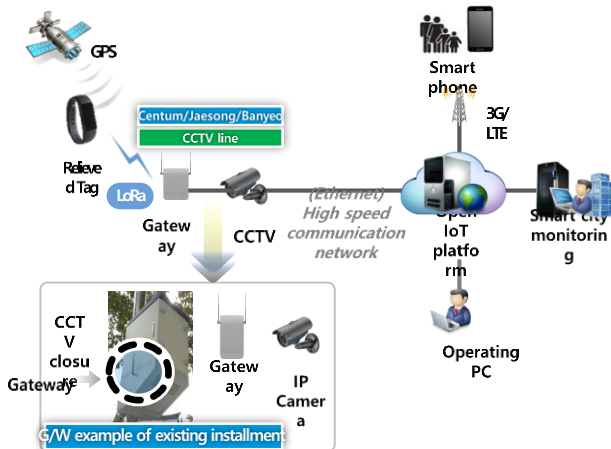 GPS
Smart
phone
3G/
LTE
Centum/Jaesong/Banyeo
CCTV line
Relieve
d Tag
LoRa
Gatew
ay
CCTV
(Ethernet)
High speed
communication
network
Open
IoT
platfo
rm
Smart city
monitorin
g
Operating
PC
CCT
V
closu
re
Gateway
Gatew
ay
IP
Camer
a
G/W example of existing installment